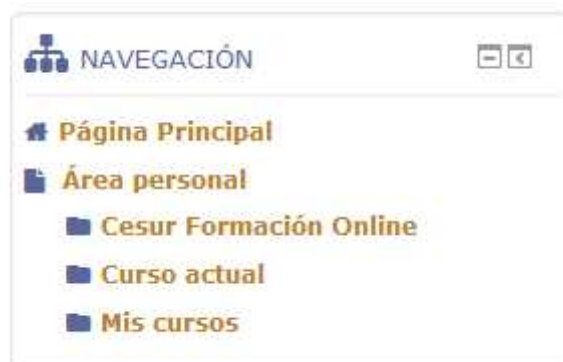 NAVEGACIÓN
Página Principal
Área personal
Cesur Formación Online
Curso actual
Mis cursos